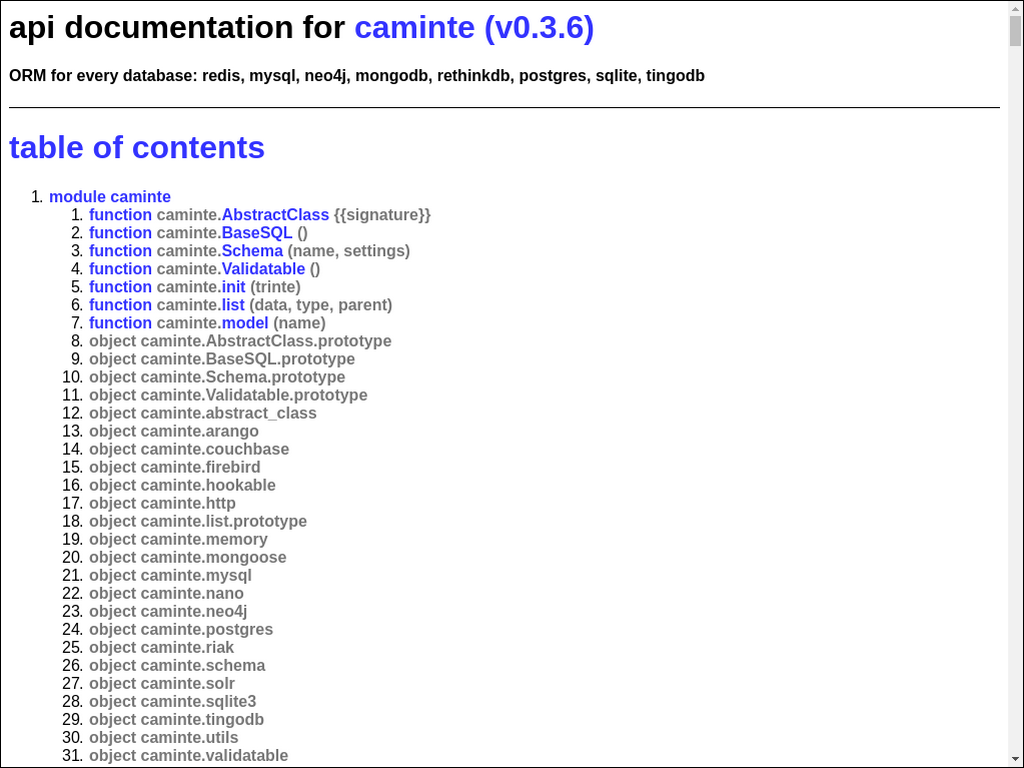 api documentation for caminte (v0.3.6)
ORM for every database: redis, mysql, neo4j, mongodb, rethinkdb, postgres, sqlite, tingodb
table of contents
1. module caminte
1. function caminte.AbstractClass {{signature}}
2. function caminte.BaseSQL ()
3. function caminte.Schema (name, settings)
4. function caminte.Validatable ()
5. function caminte.init (trinte)
6. function caminte.list (data, type, parent)
7. function caminte.model (name)
8. object caminte.AbstractClass.prototype
9. object caminte.BaseSQL.prototype
10. object caminte.Schema.prototype
11. object caminte.Validatable.prototype
12. object caminte.abstract_class
13. object caminte.arango
14. object caminte.couchbase
15. object caminte.firebird
16. object caminte.hookable
17. object caminte.http
18. object caminte.list.prototype
19. object caminte.memory
20. object caminte.mongoose
21. object caminte.mysql
22. object caminte.nano
23. object caminte.neo4j
24. object caminte.postgres
25. object caminte.riak
26. object caminte.schema
27. object caminte.solr
28. object caminte.sqlite3
29. object caminte.tingodb
30. object caminte.utils
31. object caminte.validatable